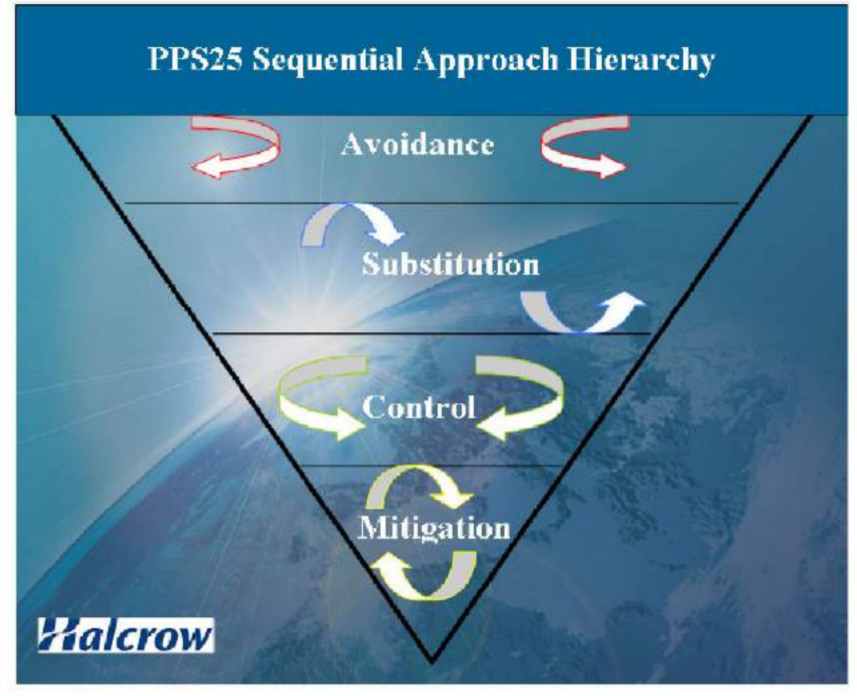 PPS25 Sequential Approach Hierarchy
Avoidance
Substitution
Control
Mitigation
Halcrow